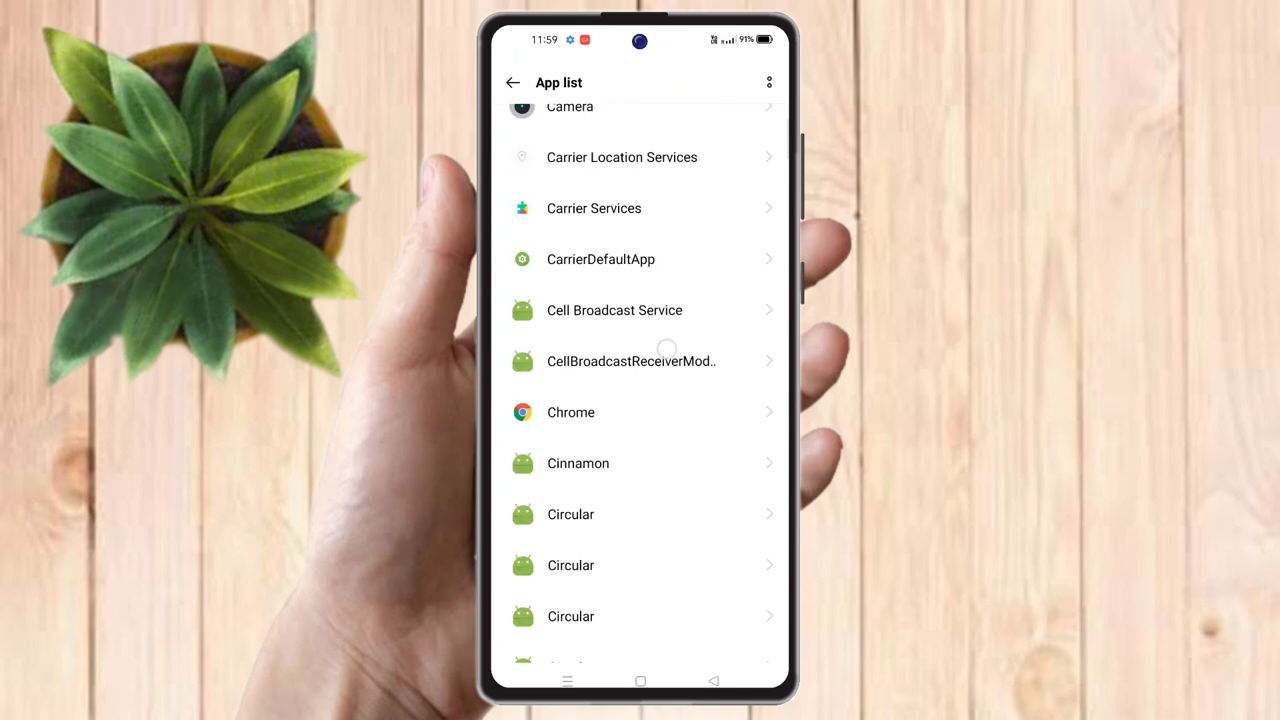 11:59 91%
App list
Camera
Carrier Location Services
Carrier Services
CarrierDefaultApp
Cell Broadcast Service
CellBroadcastReceiverMod..
Chrome
Cinnamon
Circular
Circular
Circular